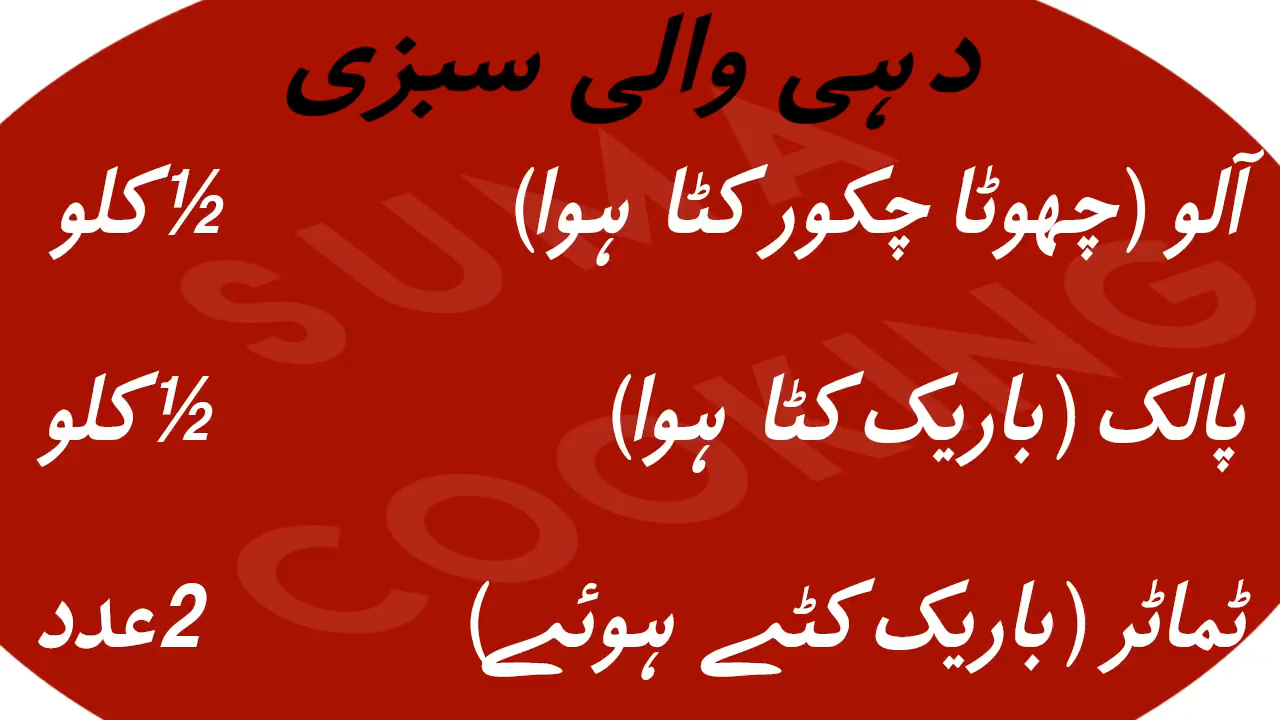 دہی والی سبزی
آلو (چھوٹا چکور کٹا ہوا) ½کلو
پالک (باریک کٹا ہوا) ½کلو
ٹماٹر (باریک کٹے ہوئے) 2عدد
SUMA
COOKING